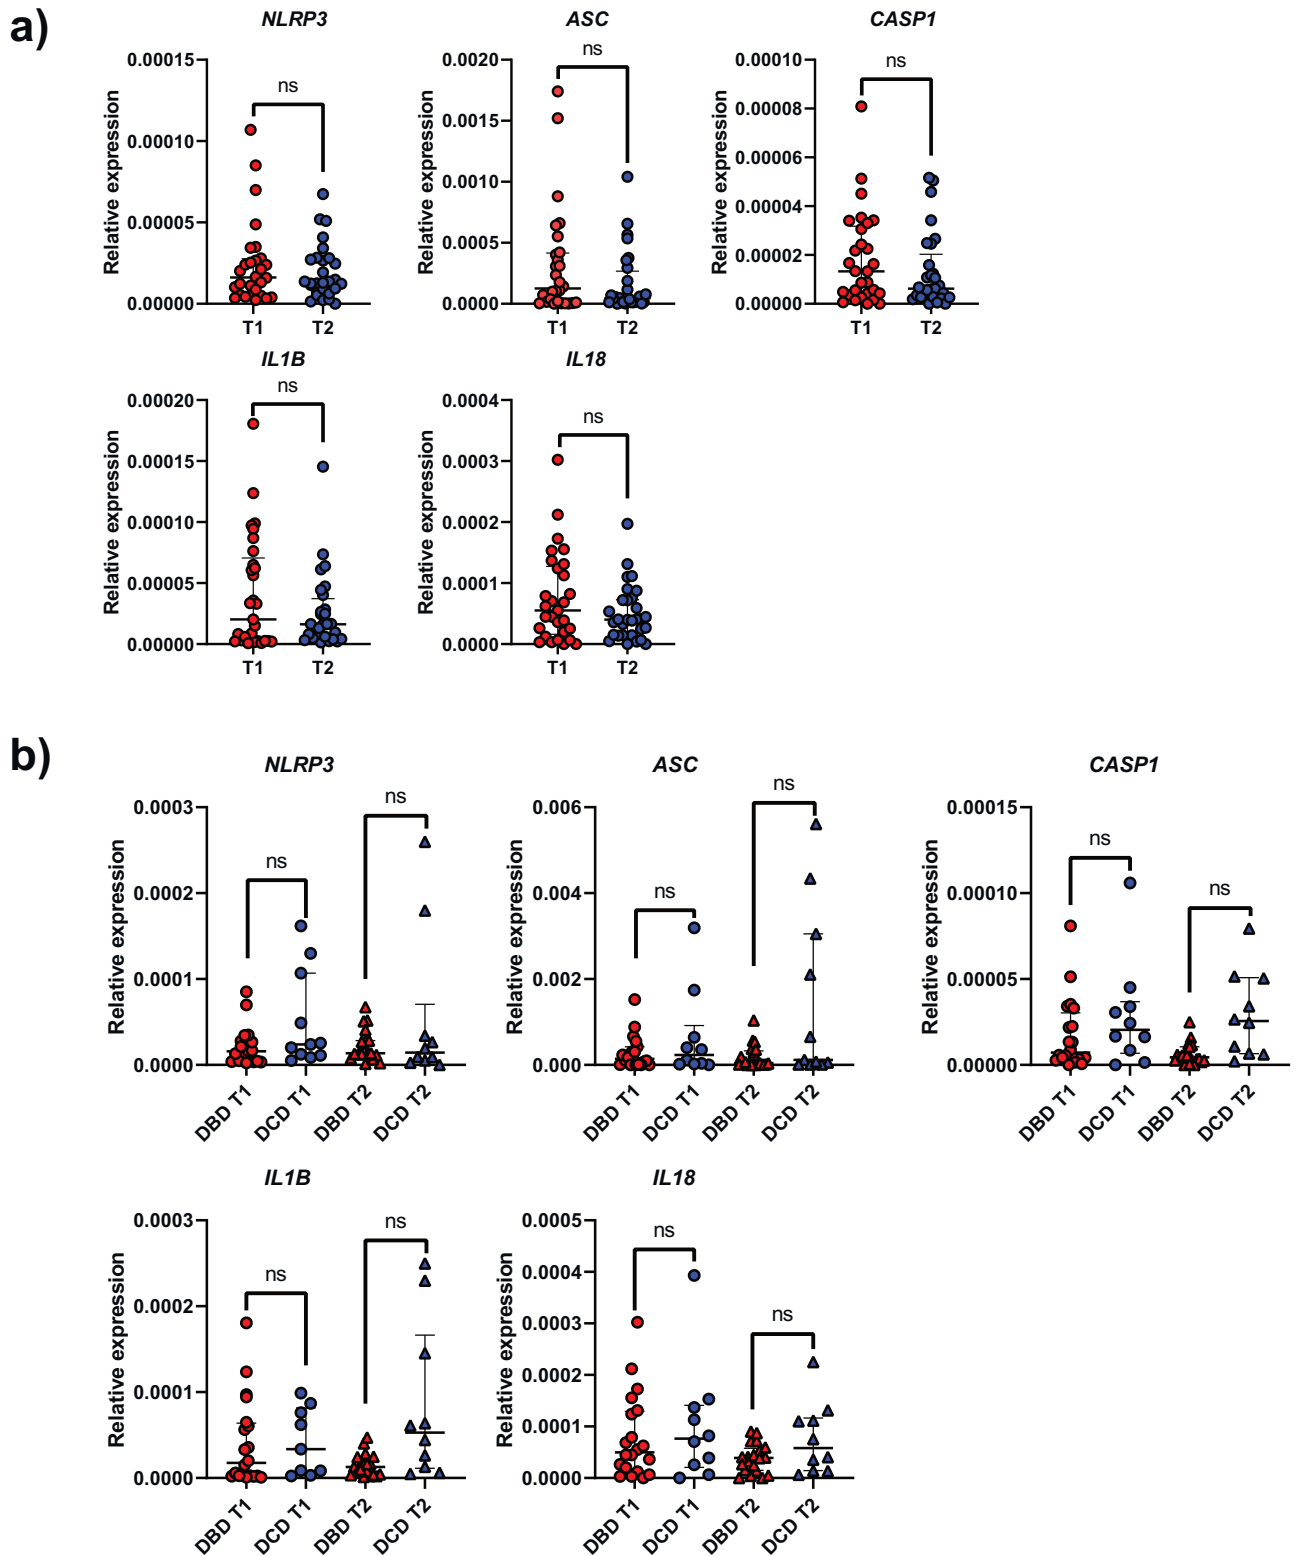 a)
NLRP3
ASC
CASP1
Relative expression
0.00015
0.00010
0.00005
0.00000
ns
T1
T2
Relative expression
0.0020
0.0015
0.0010
0.0005
0.0000
ns
T1
T2
Relative expression
0.00010
0.00008
0.00006
0.00004
0.00002
0.00000
ns
T1
T2
IL1B
IL18
Relative expression
0.00020
0.00015
0.00010
0.00005
0.00000
ns
T1
T2
Relative expression
0.0004
0.0003
0.0002
0.0001
0.0000
ns
T1
T2
b)
NLRP3
ASC
CASP1
Relative expression
0.0003
0.0002
0.0001
0.0000
ns
ns
DBD T1
DCD T1
DBD T2
DCD T2
Relative expression
0.006
0.004
0.002
0.000
ns
ns
DBD T1
DCD T1
DBD T2
DCD T2
Relative expression
0.00015
0.00010
0.00005
0.00000
ns
ns
DBD T1
DCD T1
DBD T2
DCD T2
IL1B
IL18
Relative expression
0.0003
0.0002
0.0001
0.0000
ns
ns
DBD T1
DCD T1
DBD T2
DCD T2
Relative expression
0.0005
0.0004
0.0003
0.0002
0.0001
0.0000
ns
ns
DBD T1
DCD T1
DBD T2
DCD T2